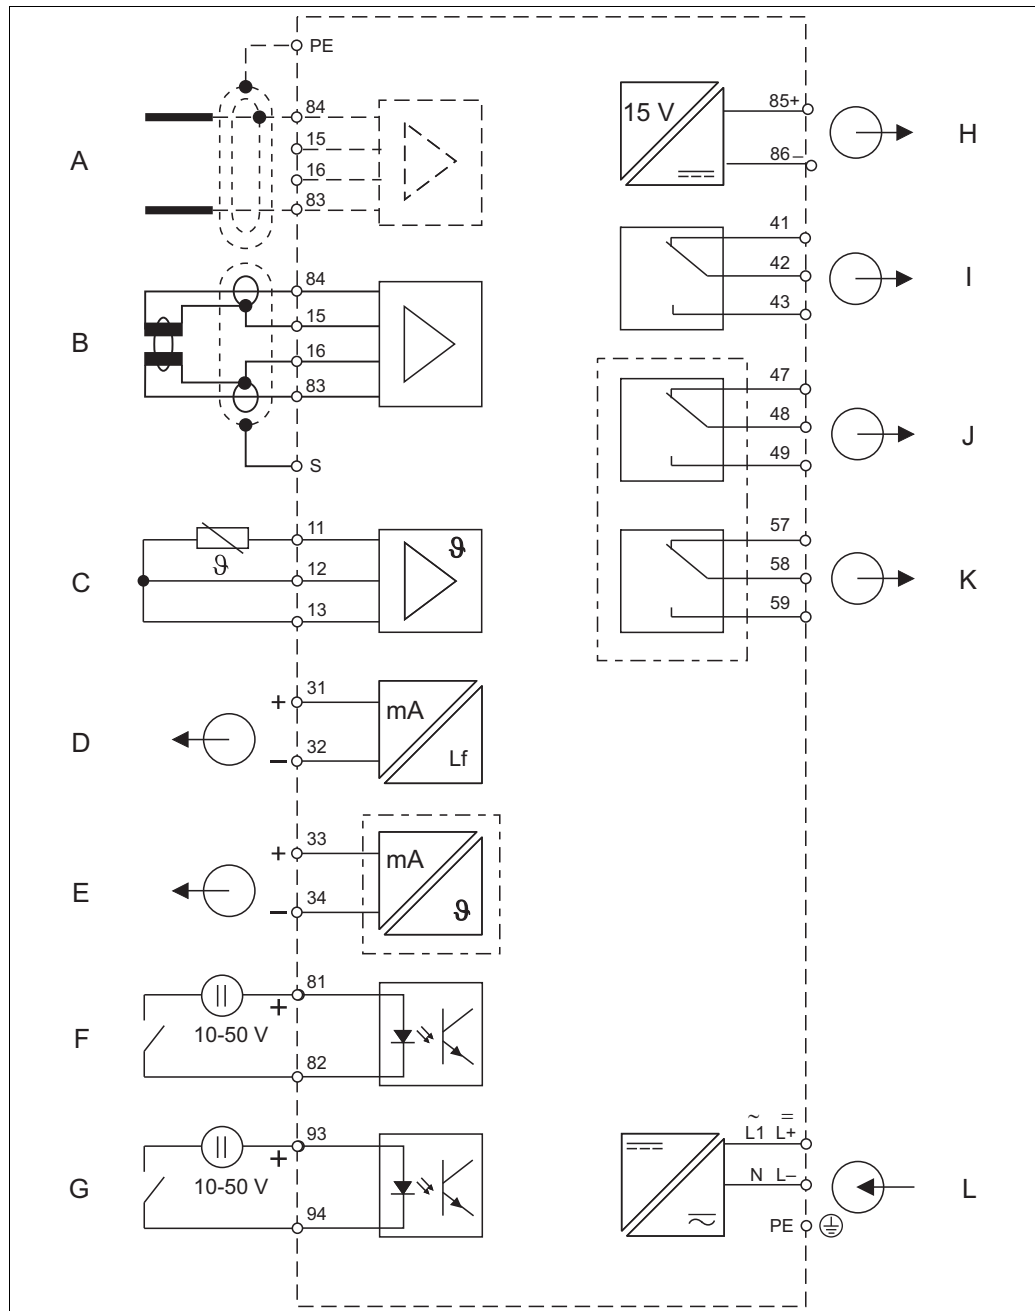 PE
A
84
15
16
83
B
84
15
16
83
S
C
ϑ
11
12
13
ϑ
D
+
−
31
32
mA
Lf
E
+
−
33
34
mA
ϑ
F
10-50 V
+
81
82
G
10-50 V
+
93
94
15 V
85+
86–
H
41
42
43
I
47
48
49
J
57
58
59
K
~ =
L1 L+
N L–
PE
L